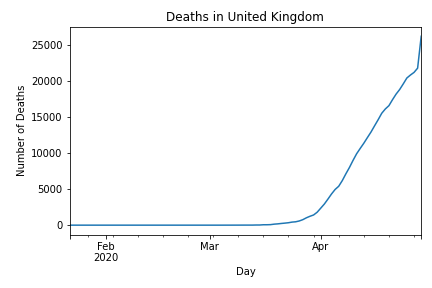 Deaths in United Kingdom
Number of Deaths
25000
20000
15000
10000
5000
0
Feb
2020
Mar
Apr
Day